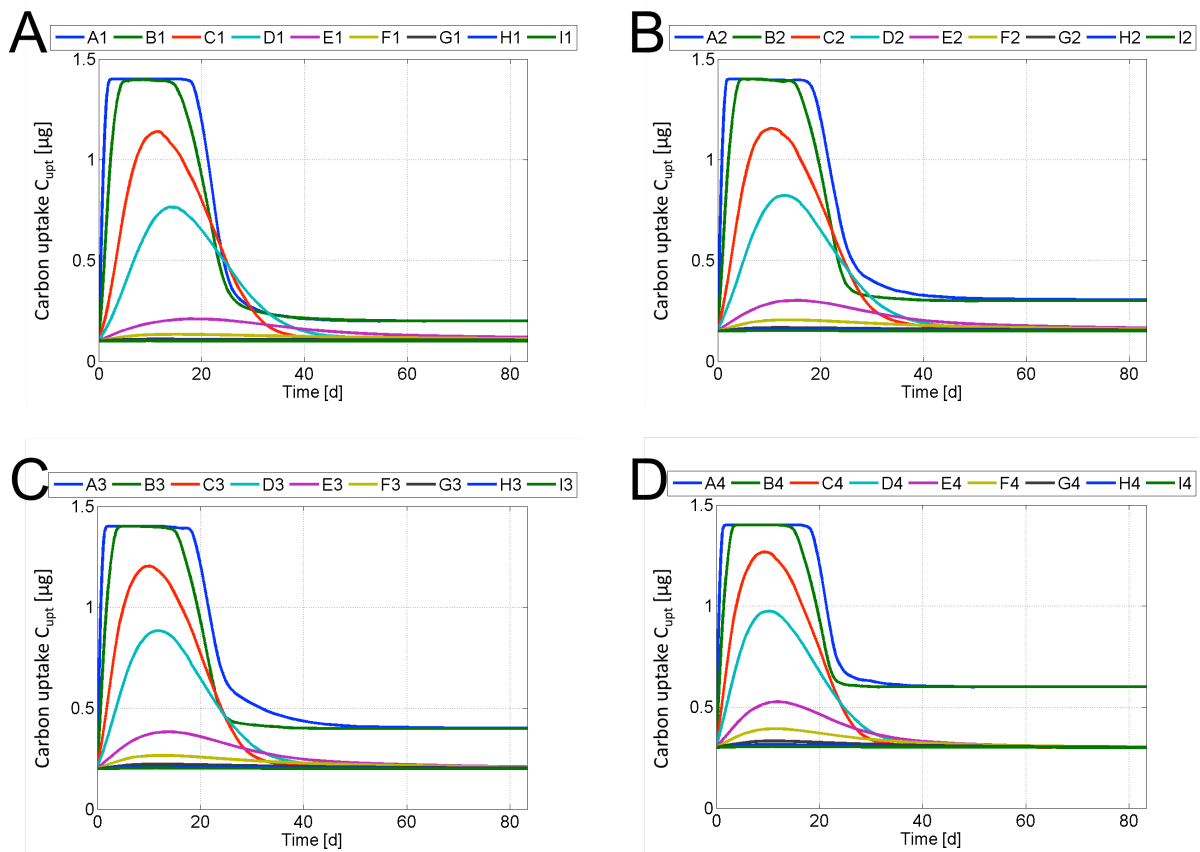 A
A1 B1 C1 D1 E1 F1 G1 H1 I1
1.5
1
0.5
0
Carbon uptake Cupt [µg]
0 20 40 60 80
Time [d]
B
A2 B2 C2 D2 E2 F2 G2 H2 I2
1.5
1
0.5
0
Carbon uptake Cupt [µg]
0 20 40 60 80
Time [d]
C
A3 B3 C3 D3 E3 F3 G3 H3 I3
1.5
1
0.5
0
Carbon uptake Cupt [µg]
0 20 40 60 80
Time [d]
D
A4 B4 C4 D4 E4 F4 G4 H4 I4
1.5
1
0.5
0
Carbon uptake Cupt [µg]
0 20 40 60 80
Time [d]